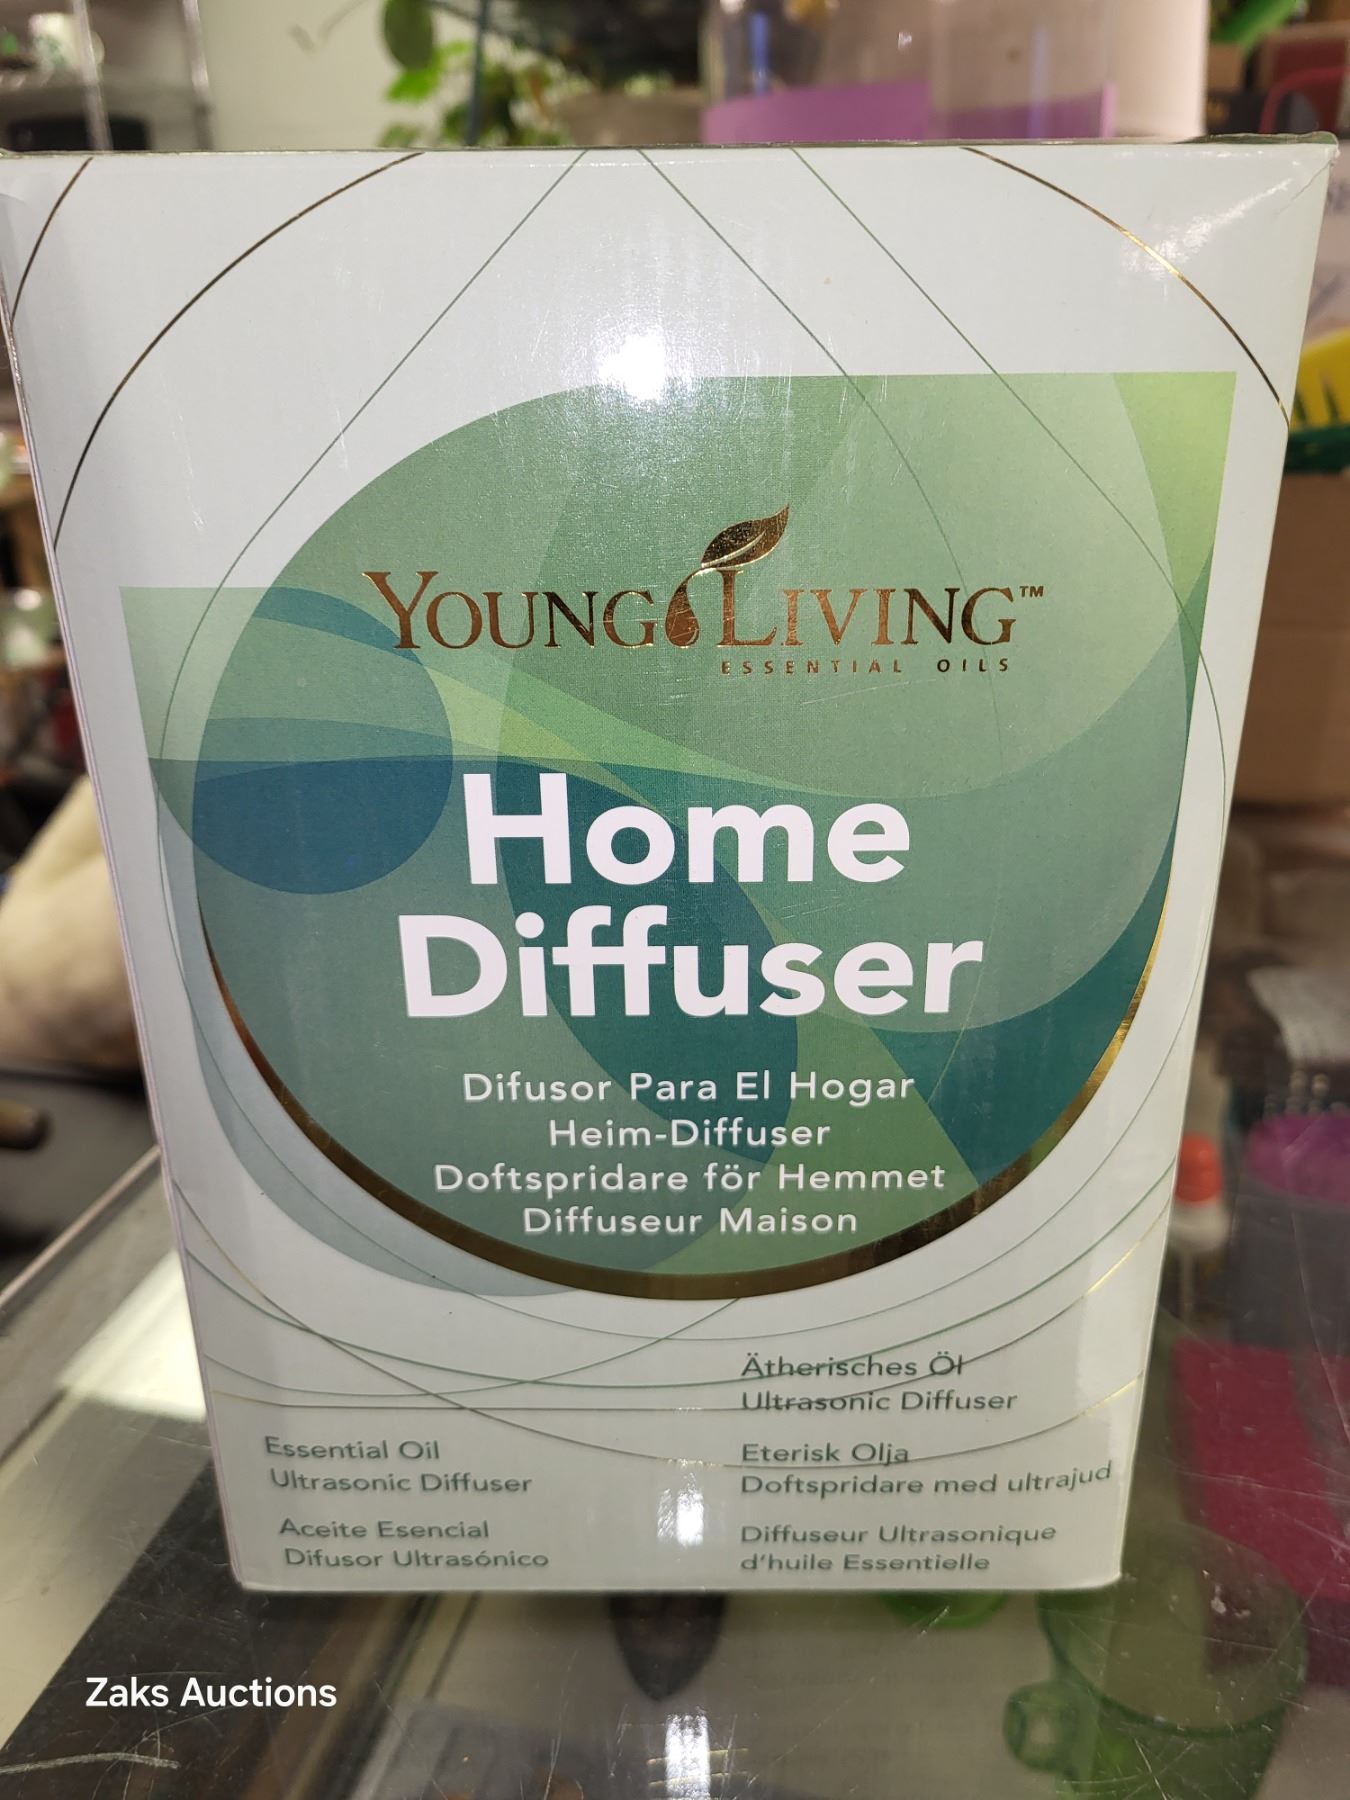 YOUNG LIVING™
ESSENTIAL OILS
Home
Diffuser
Difusor Para El Hogar
Heim-Diffuser
Doftspridare för Hemmet
Diffuseur Maison
Essential Oil
Ultrasonic Diffuser
Aceite Esencial
Difusor Ultrasónico
Ätherisches Öl
Ultrasonic Diffuser
Eterisk Olja
Doftspridare med ultrajud
Diffuseur Ultrasonique
d'huile Essentielle
Zaks Auctions